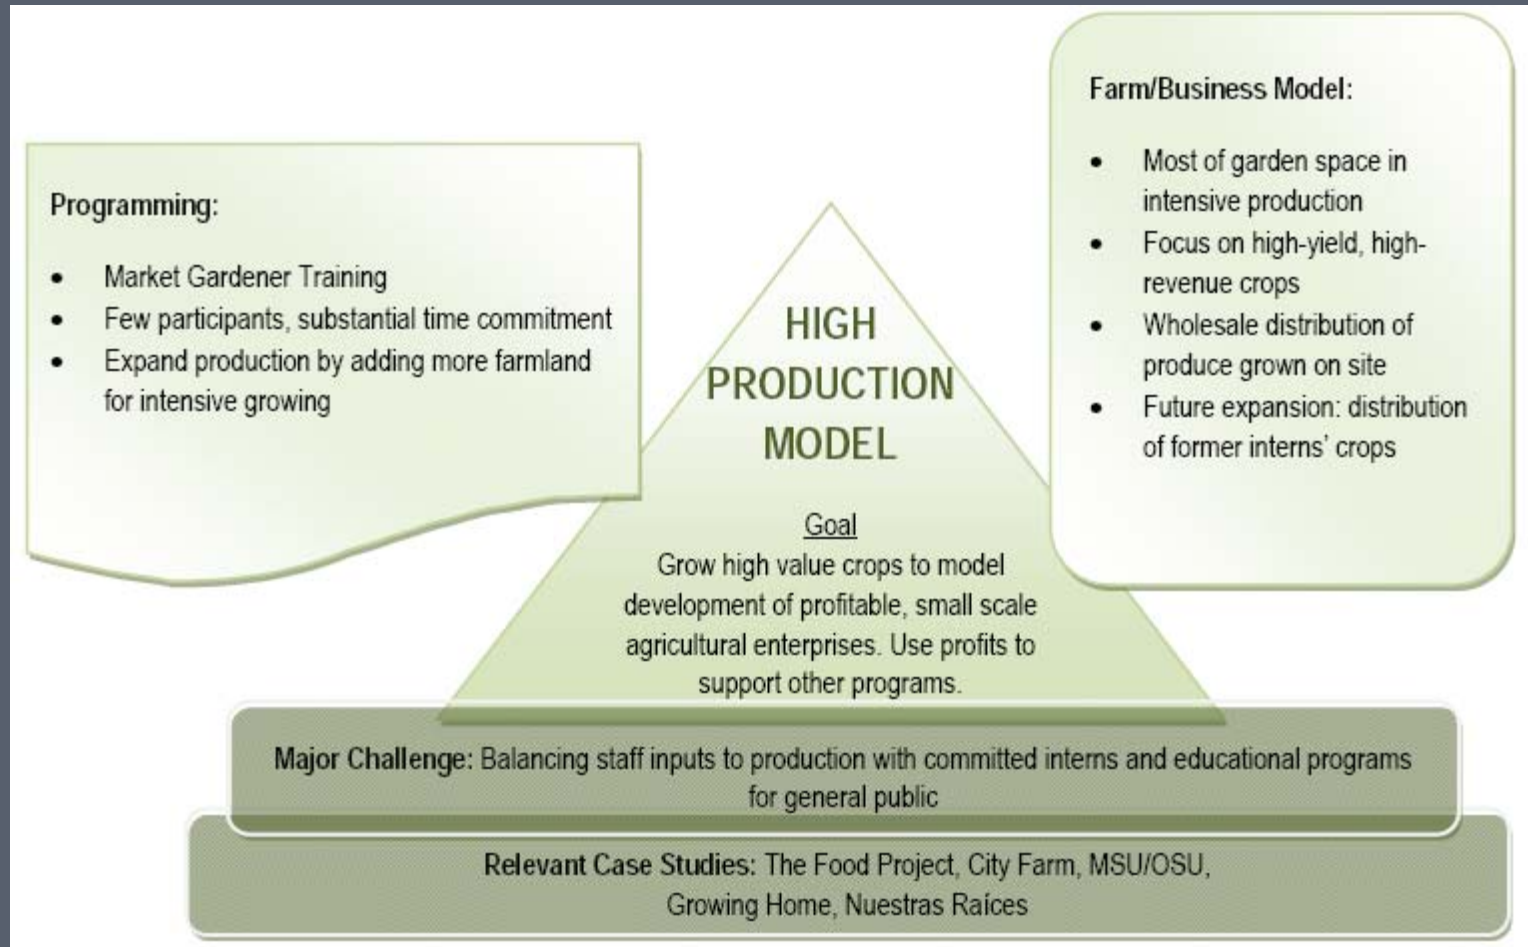 Programming:
• Market Gardener Training
• Few participants, substantial time commitment
• Expand production by adding more farmland
for intensive growing
HIGH
PRODUCTION
MODEL
Goal
Grow high value crops to model
development of profitable, small scale
agricultural enterprises. Use profits to
support other programs.
Farm/Business Model:
• Most of garden space in
intensive production
• Focus on high-yield, high-
revenue crops
• Wholesale distribution of
produce grown on site
• Future expansion: distribution
of former interns’ crops
Major Challenge: Balancing staff inputs to production with committed interns and educational programs
for general public
Relevant Case Studies: The Food Project, City Farm, MSU/OSU,
Growing Home, Nuestras Raíces